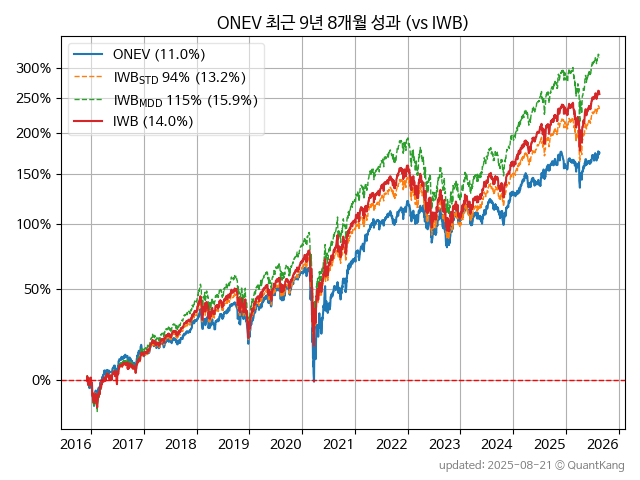 ONEV 최근 9년 8개월 성과 (vs IWB)
ONEV (11.0%)
IWB_STD 94% (13.2%)
IWB_MDD 115% (15.9%)
IWB (14.0%)
300%
250%
200%
150%
100%
50%
0%
2016 2017 2018 2019 2020 2021 2022 2023 2024 2025 2026
updated: 2025-08-21 © QuantKang